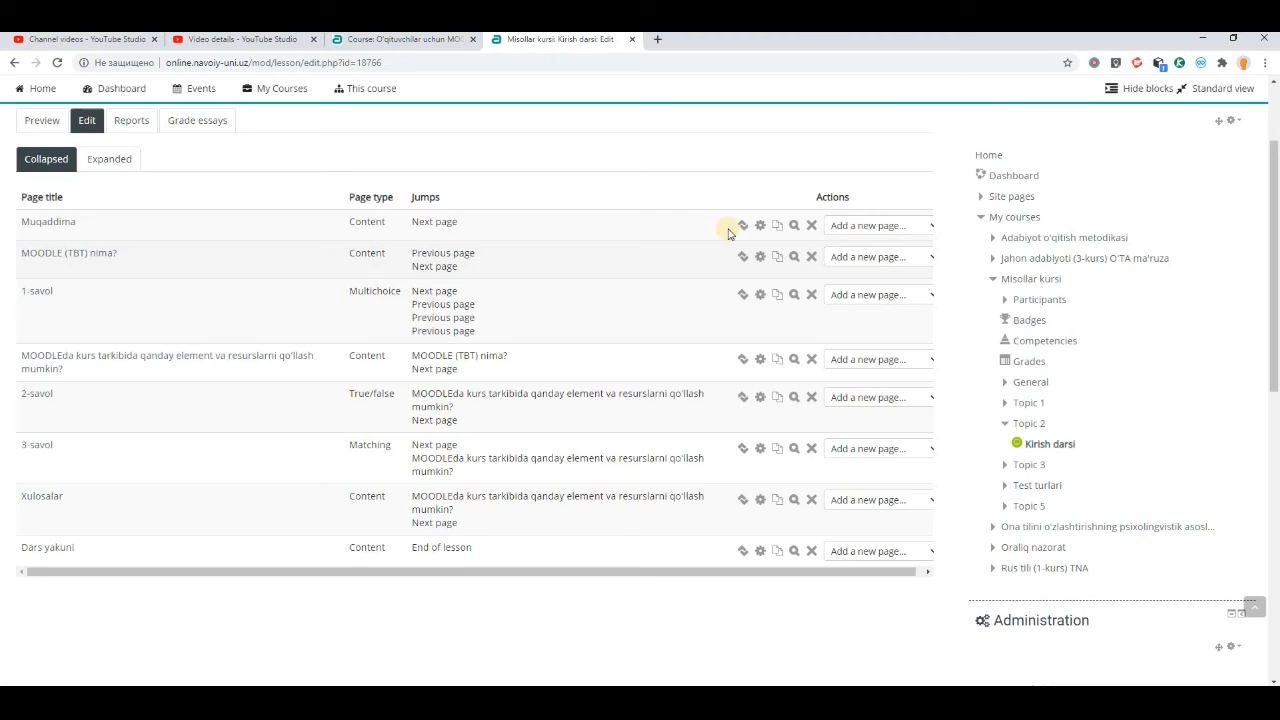 Channel videos - YouTube Studio
Video details - YouTube Studio
Course: O'qituvchilar uchun MOO
Misollar kursi: Kirish darsi: Edit
Не защищено | online.navoiy-uni.uz/mod/lesson/edit.php?id=18766
Home Dashboard Events My Courses This course Hide blocks Standard view
Preview Edit Reports Grade essays
Collapsed Expanded
Page title Page type Jumps Actions
Muqaddima Content Next page Add a new page...
MOODLE (TBT) nima? Content Previous page Add a new page...
Next page
1-savol Multichoice Next page Add a new page...
Previous page
Previous page
Previous page
MOODLEda kurs tarkibida qanday element va resurslarni qo'llash Content MOODLE (TBT) nima? Add a new page...
mumkin? Next page
2-savol True/false MOODLEda kurs tarkibida qanday element va resurslarni qo'llash Add a new page...
mumkin?
Next page
3-savol Matching Next page Add a new page...
MOODLEda kurs tarkibida qanday element va resurslarni qo'llash
mumkin?
Xulosalar Content MOODLEda kurs tarkibida qanday element va resurslarni qo'llash Add a new page...
mumkin?
Next page
Dars yakuni Content End of lesson Add a new page...
Home
Dashboard
Site pages
My courses
Adabiyot o'qitish metodikasi
Jahon adabiyoti (3-kurs) O'TA ma'ruza
Misollar kursi
Participants
Badges
Competencies
Grades
General
Topic 1
Topic 2
Kirish darsi
Topic 3
Test turlari
Topic 5
Ona tilini o'zlashtirishning psixolingvistik asosl...
Oraliq nazorat
Rus tili (1-kurs) TNA
Administration